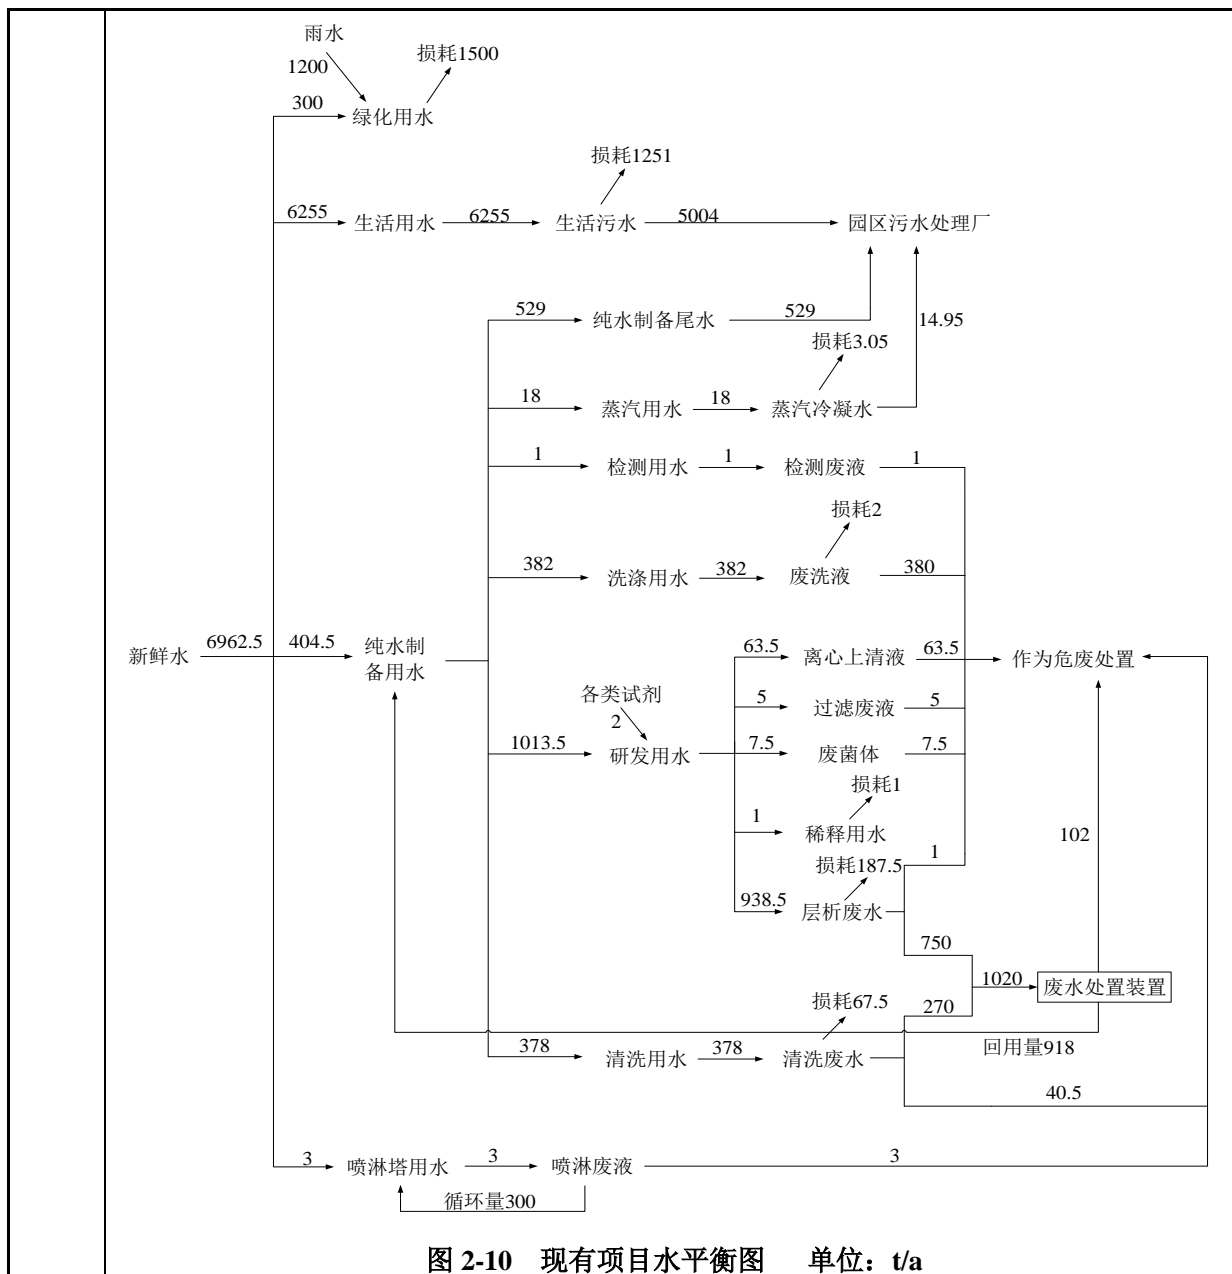 雨水
损耗1500
1200
300
绿化用水
损耗1251
6255
生活用水
6255
生活污水
5004
园区污水处理厂
529
纯水制备尾水
529
14.95
损耗3.05
18
蒸汽用水
18
蒸汽冷凝水
1
检测用水
1
检测废液
1
损耗2
382
洗涤用水
382
废洗液
380
新鲜水
6962.5
404.5
纯水制
备用水
63.5
离心上清液
63.5
作为危废处置
各类试剂
2
5
过滤废液
5
1013.5
研发用水
7.5
废菌体
7.5
损耗1
1
稀释用水
102
1
损耗187.5
938.5
层析废水
750
1020
废水处置装置
损耗67.5
270
回用量918
378
清洗用水
378
清洗废水
40.5
3
喷淋塔用水
3
喷淋废液
3
循环量300
图 2-10 现有项目水平衡图 单位：t/a